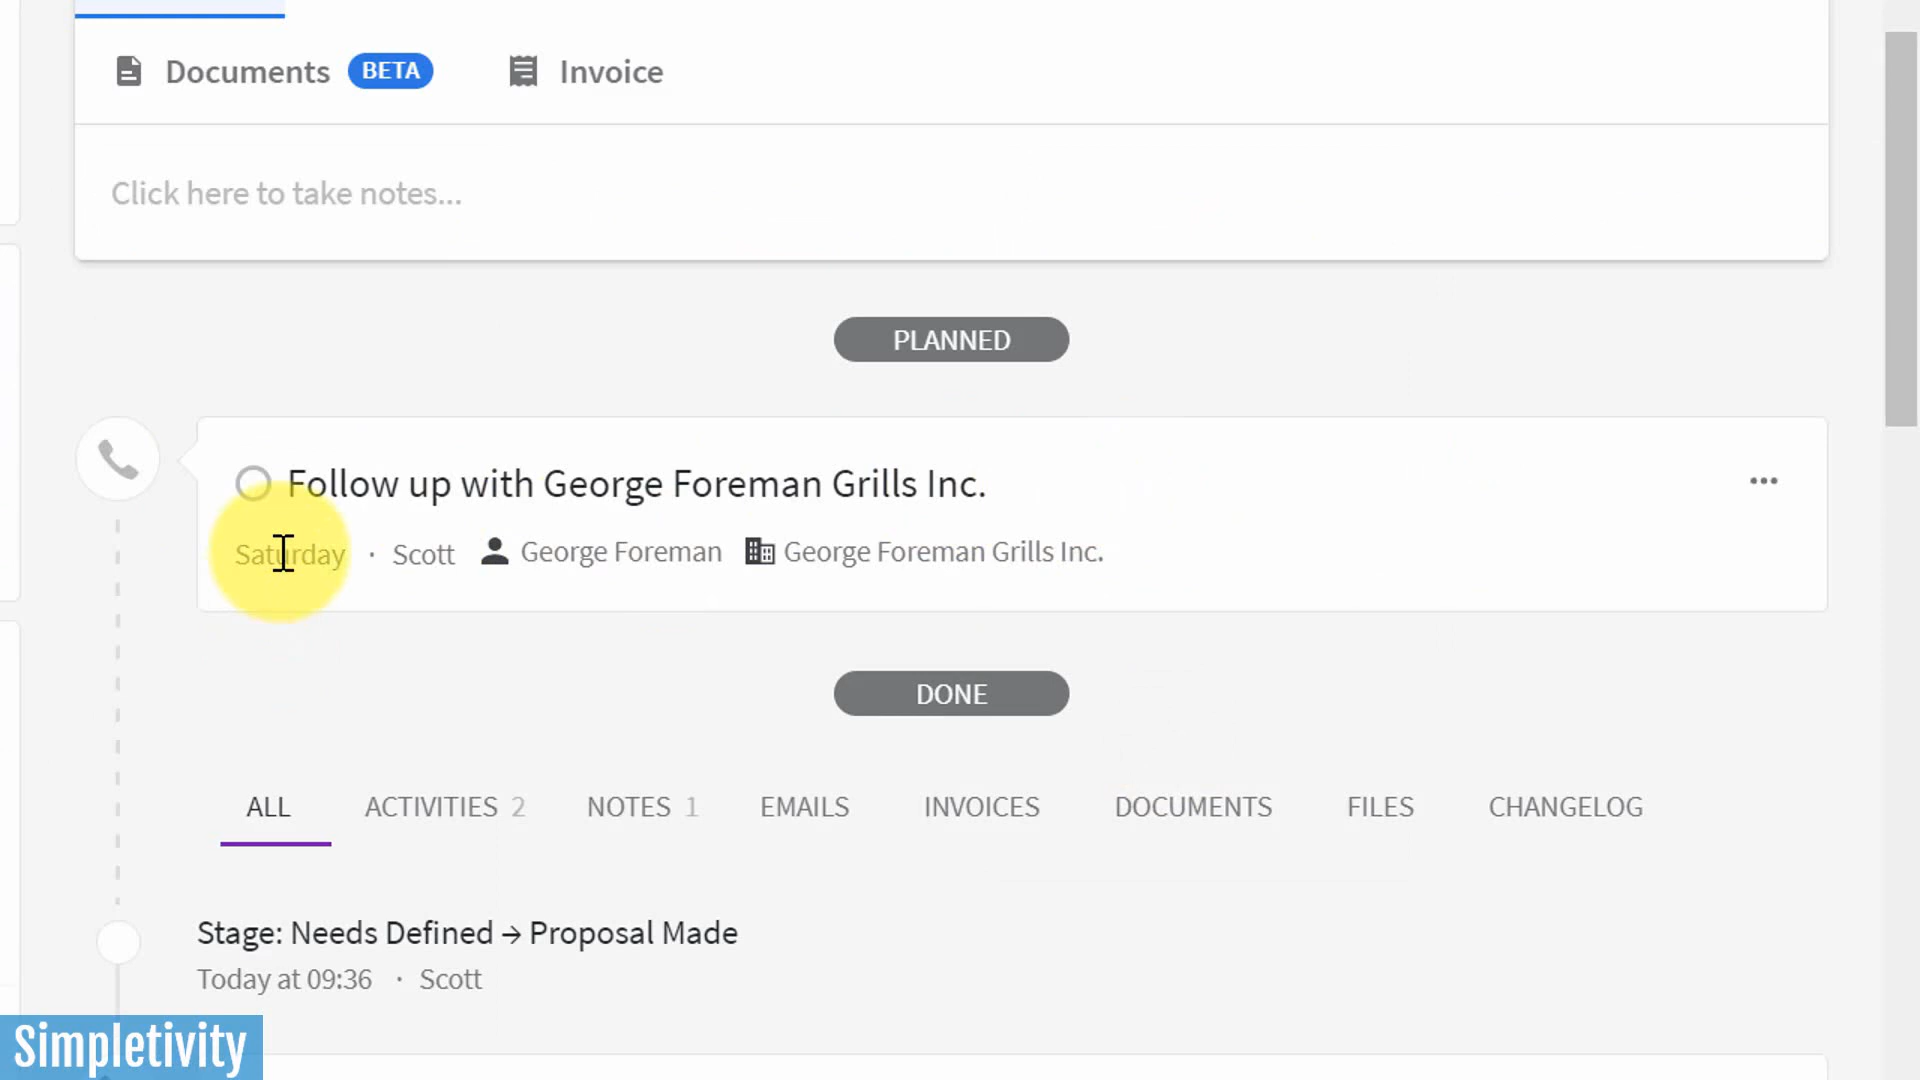 Documents BETA Invoice
Click here to take notes...
PLANNED
Follow up with George Foreman Grills Inc.
Saturday · Scott George Foreman George Foreman Grills Inc.
DONE
ALL ACTIVITIES 2 NOTES 1 EMAILS INVOICES DOCUMENTS FILES CHANGELOG
Stage: Needs Defined → Proposal Made
Today at 09:36 · Scott
Simpletivity